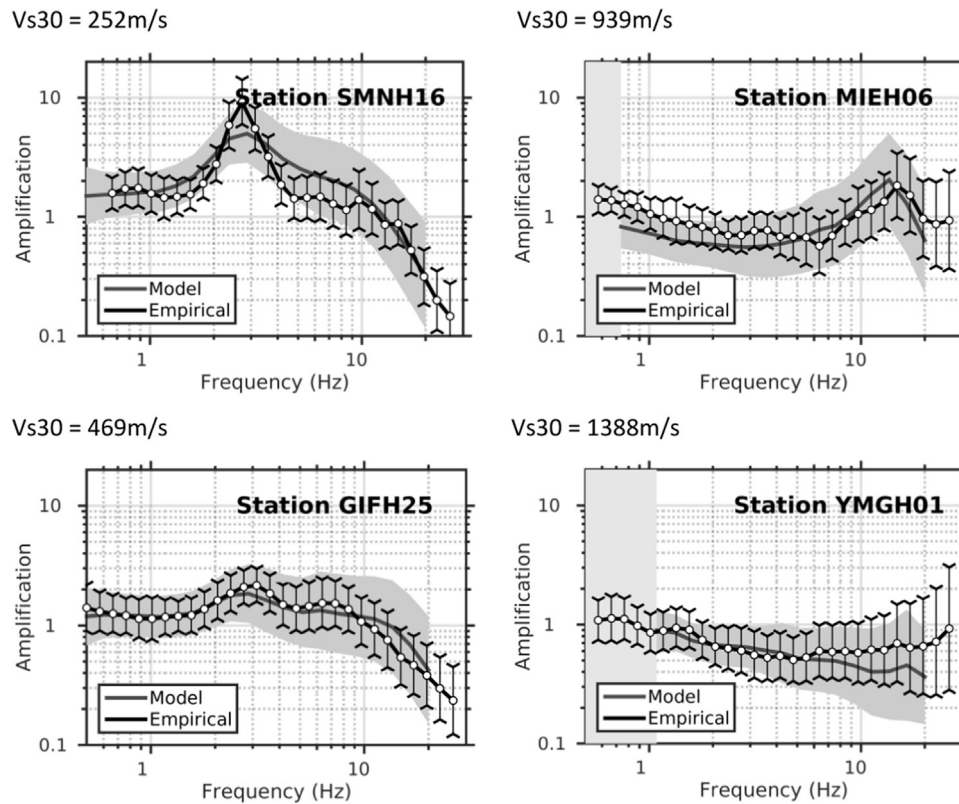 Vs30 = 252m/s
Station SMNH16
10
1
0.1
Amplification
Model
Empirical
1
10
Frequency (Hz)
Vs30 = 939m/s
Station MIEH06
10
1
0.1
Amplification
Model
Empirical
1
10
Frequency (Hz)
Vs30 = 469m/s
Station GIFH25
10
1
0.1
Amplification
Model
Empirical
1
10
Frequency (Hz)
Vs30 = 1388m/s
Station YMGH01
10
1
0.1
Amplification
Model
Empirical
1
10
Frequency (Hz)